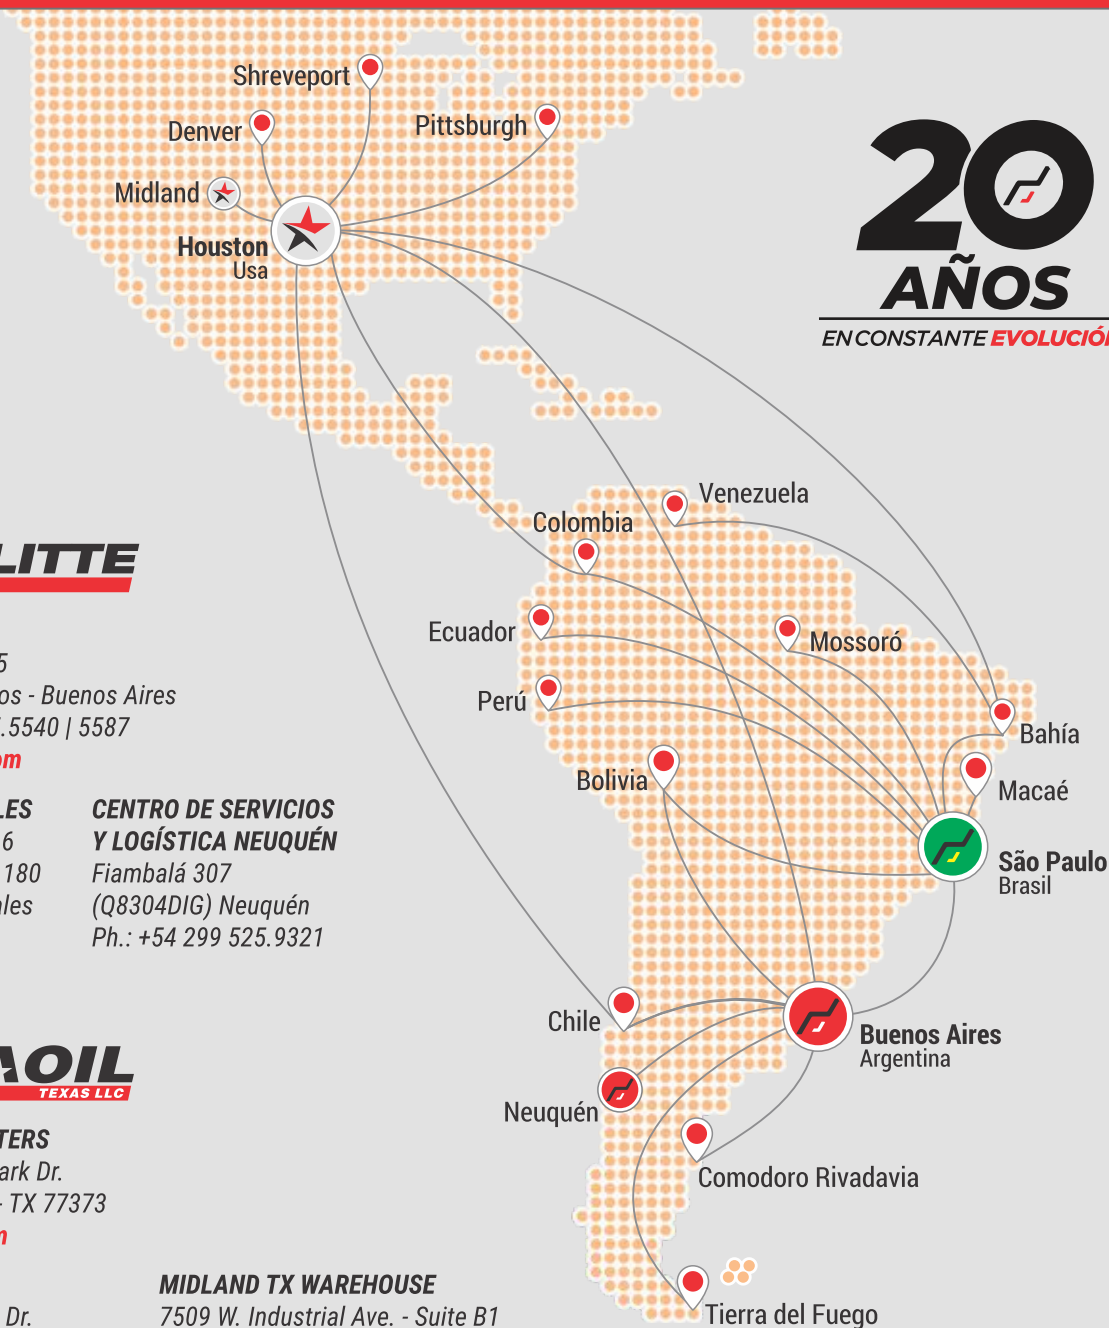 Shreveport
Denver
Pittsburgh
Midland
Houston
Usa
20
AÑOS
EN CONSTANTE EVOLUCIÓN
Venezuela
Colombia
Ecuador
Mossoró
Perú
Bahía
Bolivia
Macaé
São Paulo
Brasil
LITTE
5
os - Buenos Aires
.5540 | 5587
om
LES
6
180
ales
CENTRO DE SERVICIOS
Y LOGÍSTICA NEUQUÉN
Fiambalá 307
(Q8304DIG) Neuquén
Ph.: +54 299 525.9321
Chile
Buenos Aires
Argentina
Neuquén
Comodoro Rivadavia
Tierra del Fuego
AOIL
TEXAS LLC
TERS
ark Dr.
- TX 77373
Dr.
MIDLAND TX WAREHOUSE
7509 W. Industrial Ave. - Suite B1